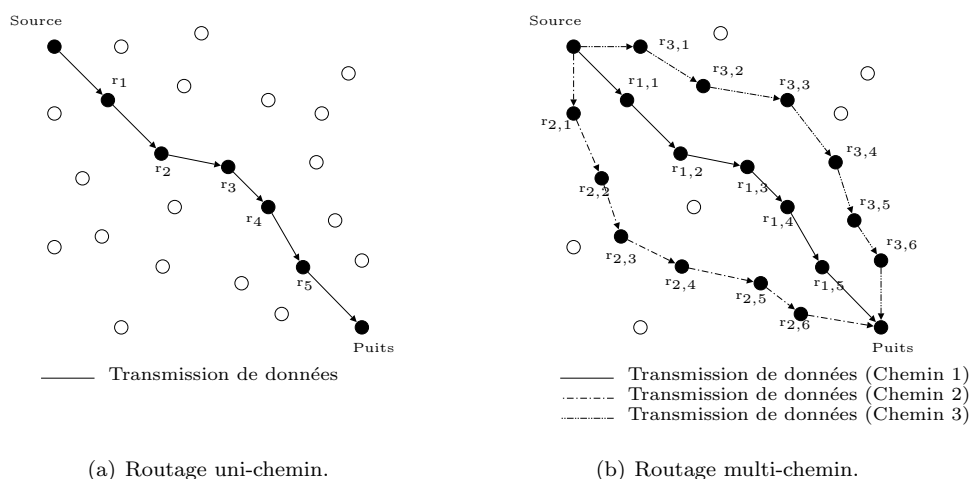 Source
r1
r2
r3
r4
r5
Puits
Transmission de données
(a) Routage uni-chemin.
Source
r3,1
r3,2
r3,3
r1,1
r2,1
r1,2
r1,3
r3,4
r2,2
r1,4
r3,5
r2,3
r3,6
r2,4
r1,5
r2,5
r2,6
Puits
Transmission de données (Chemin 1)
Transmission de données (Chemin 2)
Transmission de données (Chemin 3)
(b) Routage multi-chemin.